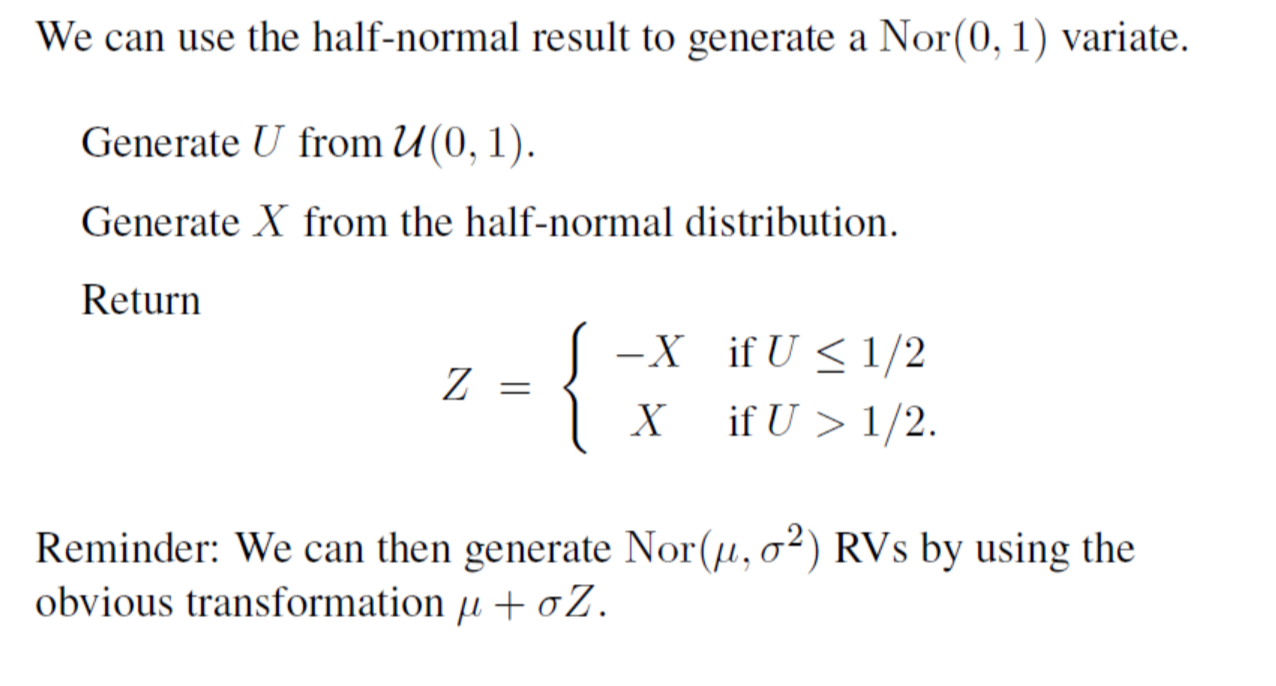 We can use the half-normal result to generate a Nor(0, 1) variate.
Generate U from 𝒰(0, 1).
Generate X from the half-normal distribution.
Return
Z = { −X if U ≤ 1/2
X if U > 1/2.
Reminder: We can then generate Nor(μ, σ²) RVs by using the
obvious transformation μ + σZ.